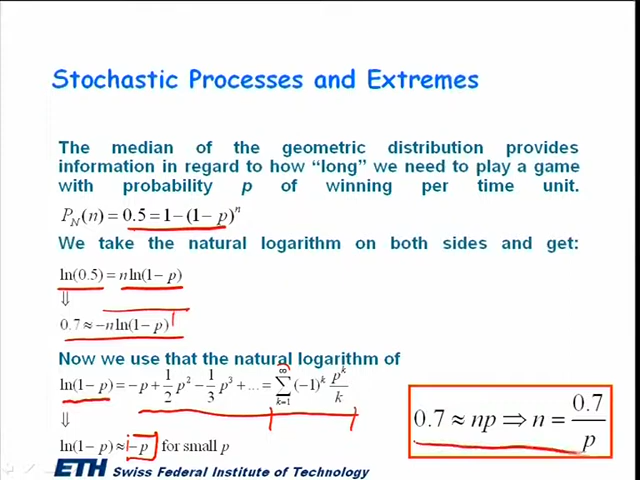 Stochastic Processes and Extremes
The median of the geometric distribution provides
information in regard to how “long” we need to play a game
with probability p of winning per time unit.
P_N(n) = 0.5 = 1 − (1 − p)^n
We take the natural logarithm on both sides and get:
ln(0.5) = n ln(1 − p)
⇓
0.7 ≈ −n ln(1 − p)
Now we use that the natural logarithm of
ln(1 − p) = −p + 1/2 p² − 1/3 p³ + ... = ∑_{k=1}^{∞} (−1)^k p^k/k
⇓
ln(1 − p) ≈ −p for small p
0.7 ≈ np ⇒ n = 0.7/p
ETH Swiss Federal Institute of Technology